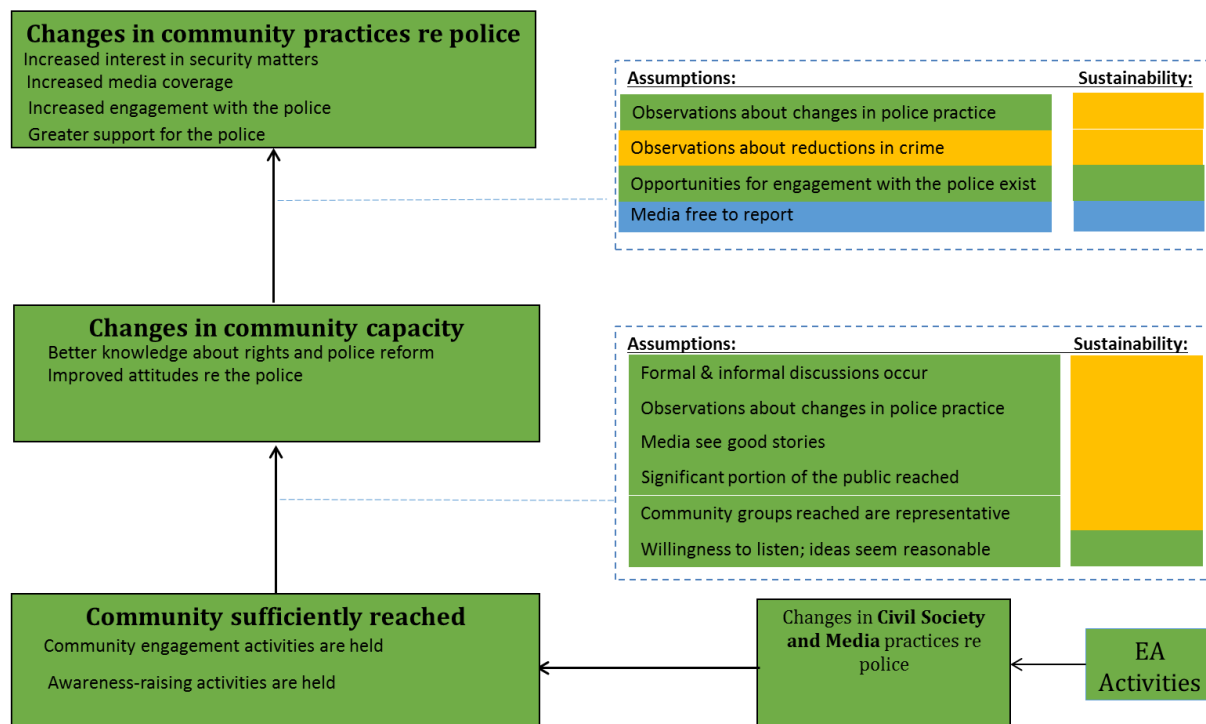 Changes in community practices re police
Increased interest in security matters
Increased media coverage
Increased engagement with the police
Greater support for the police
Assumptions:
Sustainability:
Observations about changes in police practice
Observations about reductions in crime
Opportunities for engagement with the police exist
Media free to report
Changes in community capacity
Better knowledge about rights and police reform
Improved attitudes re the police
Assumptions:
Sustainability:
Formal & informal discussions occur
Observations about changes in police practice
Media see good stories
Significant portion of the public reached
Community groups reached are representative
Willingness to listen; ideas seem reasonable
Community sufficiently reached
Community engagement activities are held
Awareness-raising activities are held
Changes in Civil Society
and Media practices re
police
EA
Activities